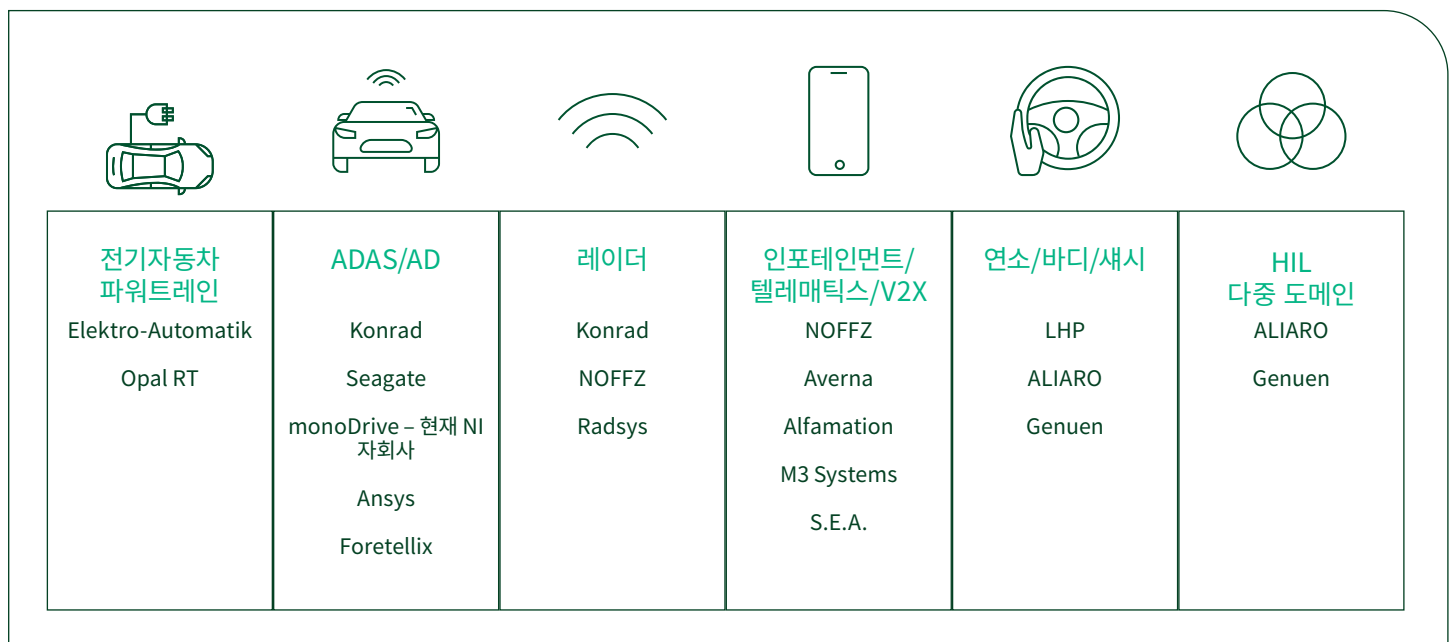 전기자동차
파워트레인
Elektro-Automatik
Opal RT
ADAS/AD
Konrad
Seagate
monoDrive – 현재 NI
자회사
Ansys
Foretellix
레이더
Konrad
NOFFZ
Radsys
인포테인먼트/
텔레매틱스/V2X
NOFFZ
Averna
Alfamation
M3 Systems
S.E.A.
연소/바디/섀시
LHP
ALIARO
Genuen
HIL
다중 도메인
ALIARO
Genuen